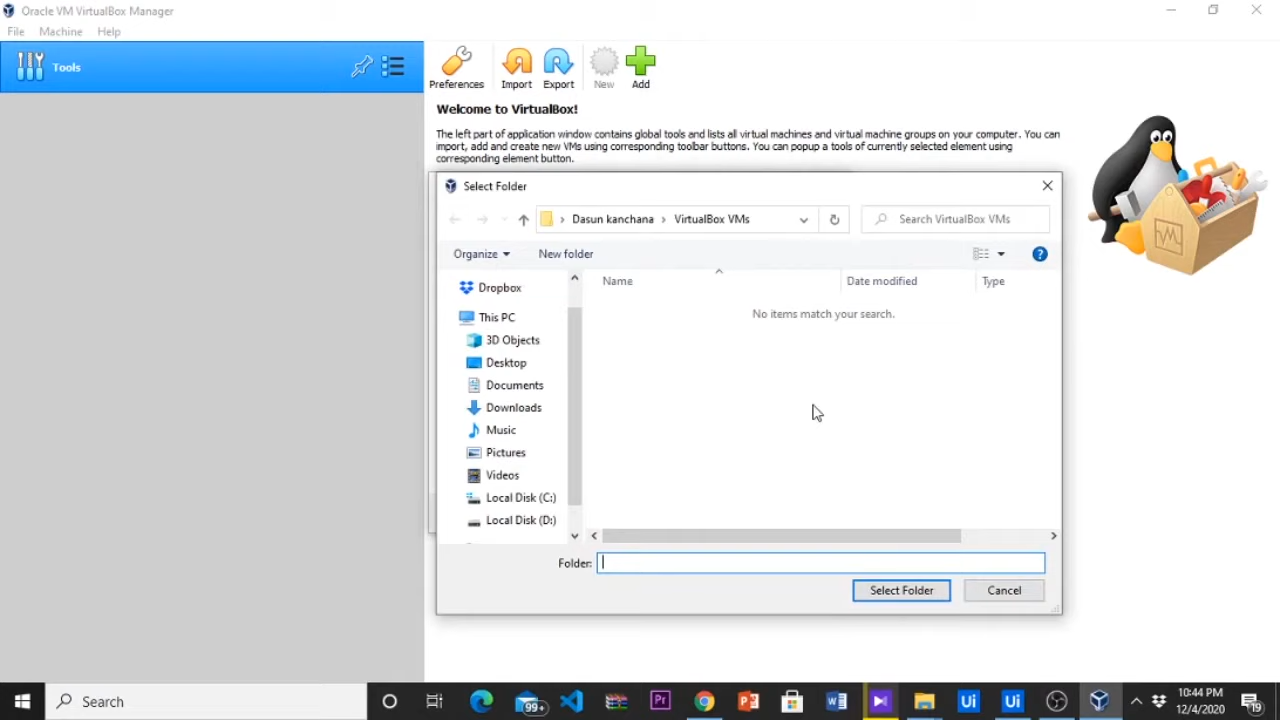 Oracle VM VirtualBox Manager
File Machine Help
Tools
Preferences Import Export New Add
Welcome to VirtualBox!
The left part of application window contains global tools and lists all virtual machines and virtual machine groups on your computer. You can
import, add and create new VMs using corresponding toolbar buttons. You can popup a tools of currently selected element using
corresponding element button.
Select Folder
Dasun kanchana › VirtualBox VMs
Search VirtualBox VMs
Organize New folder
Name Date modified Type
No items match your search.
Dropbox
This PC
3D Objects
Desktop
Documents
Downloads
Music
Pictures
Videos
Local Disk (C:)
Local Disk (D:)
Folder:
Select Folder Cancel
Search
99+
Pr
Ui
Ui
10:44 PM
12/4/2020
19